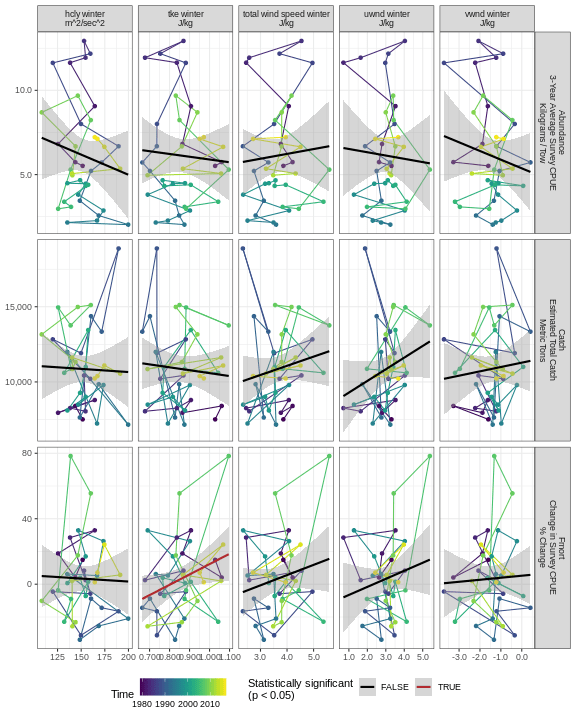 hcly winter
m^2/sec^2
tke winter
J/kg
total wind speed winter
J/kg
uwnd winter
J/kg
vwnd winter
J/kg
10.0
5.0
Abundance
3-Year Average Survey CPUE
Kilograms / Tow
15,000
10,000
Catch
Estimated Total Catch
Metric Tons
80
40
0
Fmort
Change in Survey CPUE
% Change
125 150 175 200
0.700 0.800 0.900 1.000 1.100
3.0 4.0 5.0
1.0 2.0 3.0 4.0 5.0
-3.0 -2.0 -1.0 0.0
Time
1980 1990 2000 2010
Statistically significant
(p < 0.05)
FALSE
TRUE